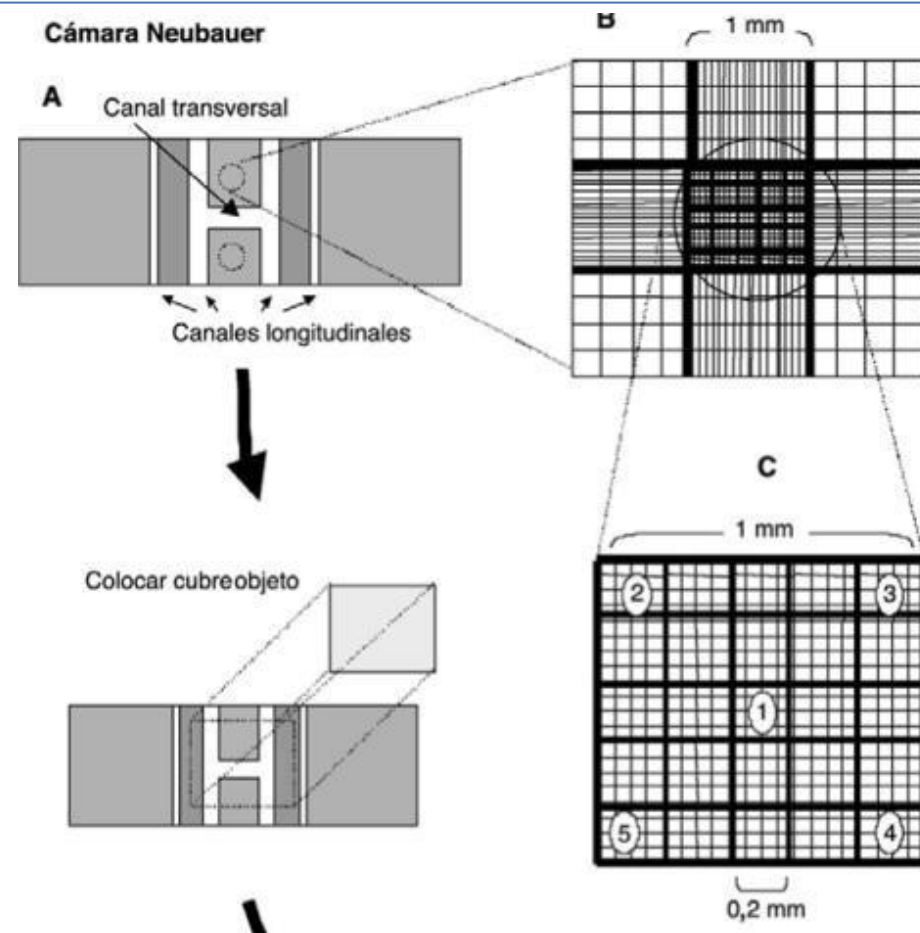 Cámara Neubauer
A
Canal transversal
Canales longitudinales
Colocar cubreobjeto
B
1 mm
C
1 mm
2
3
1
5
4
0,2 mm